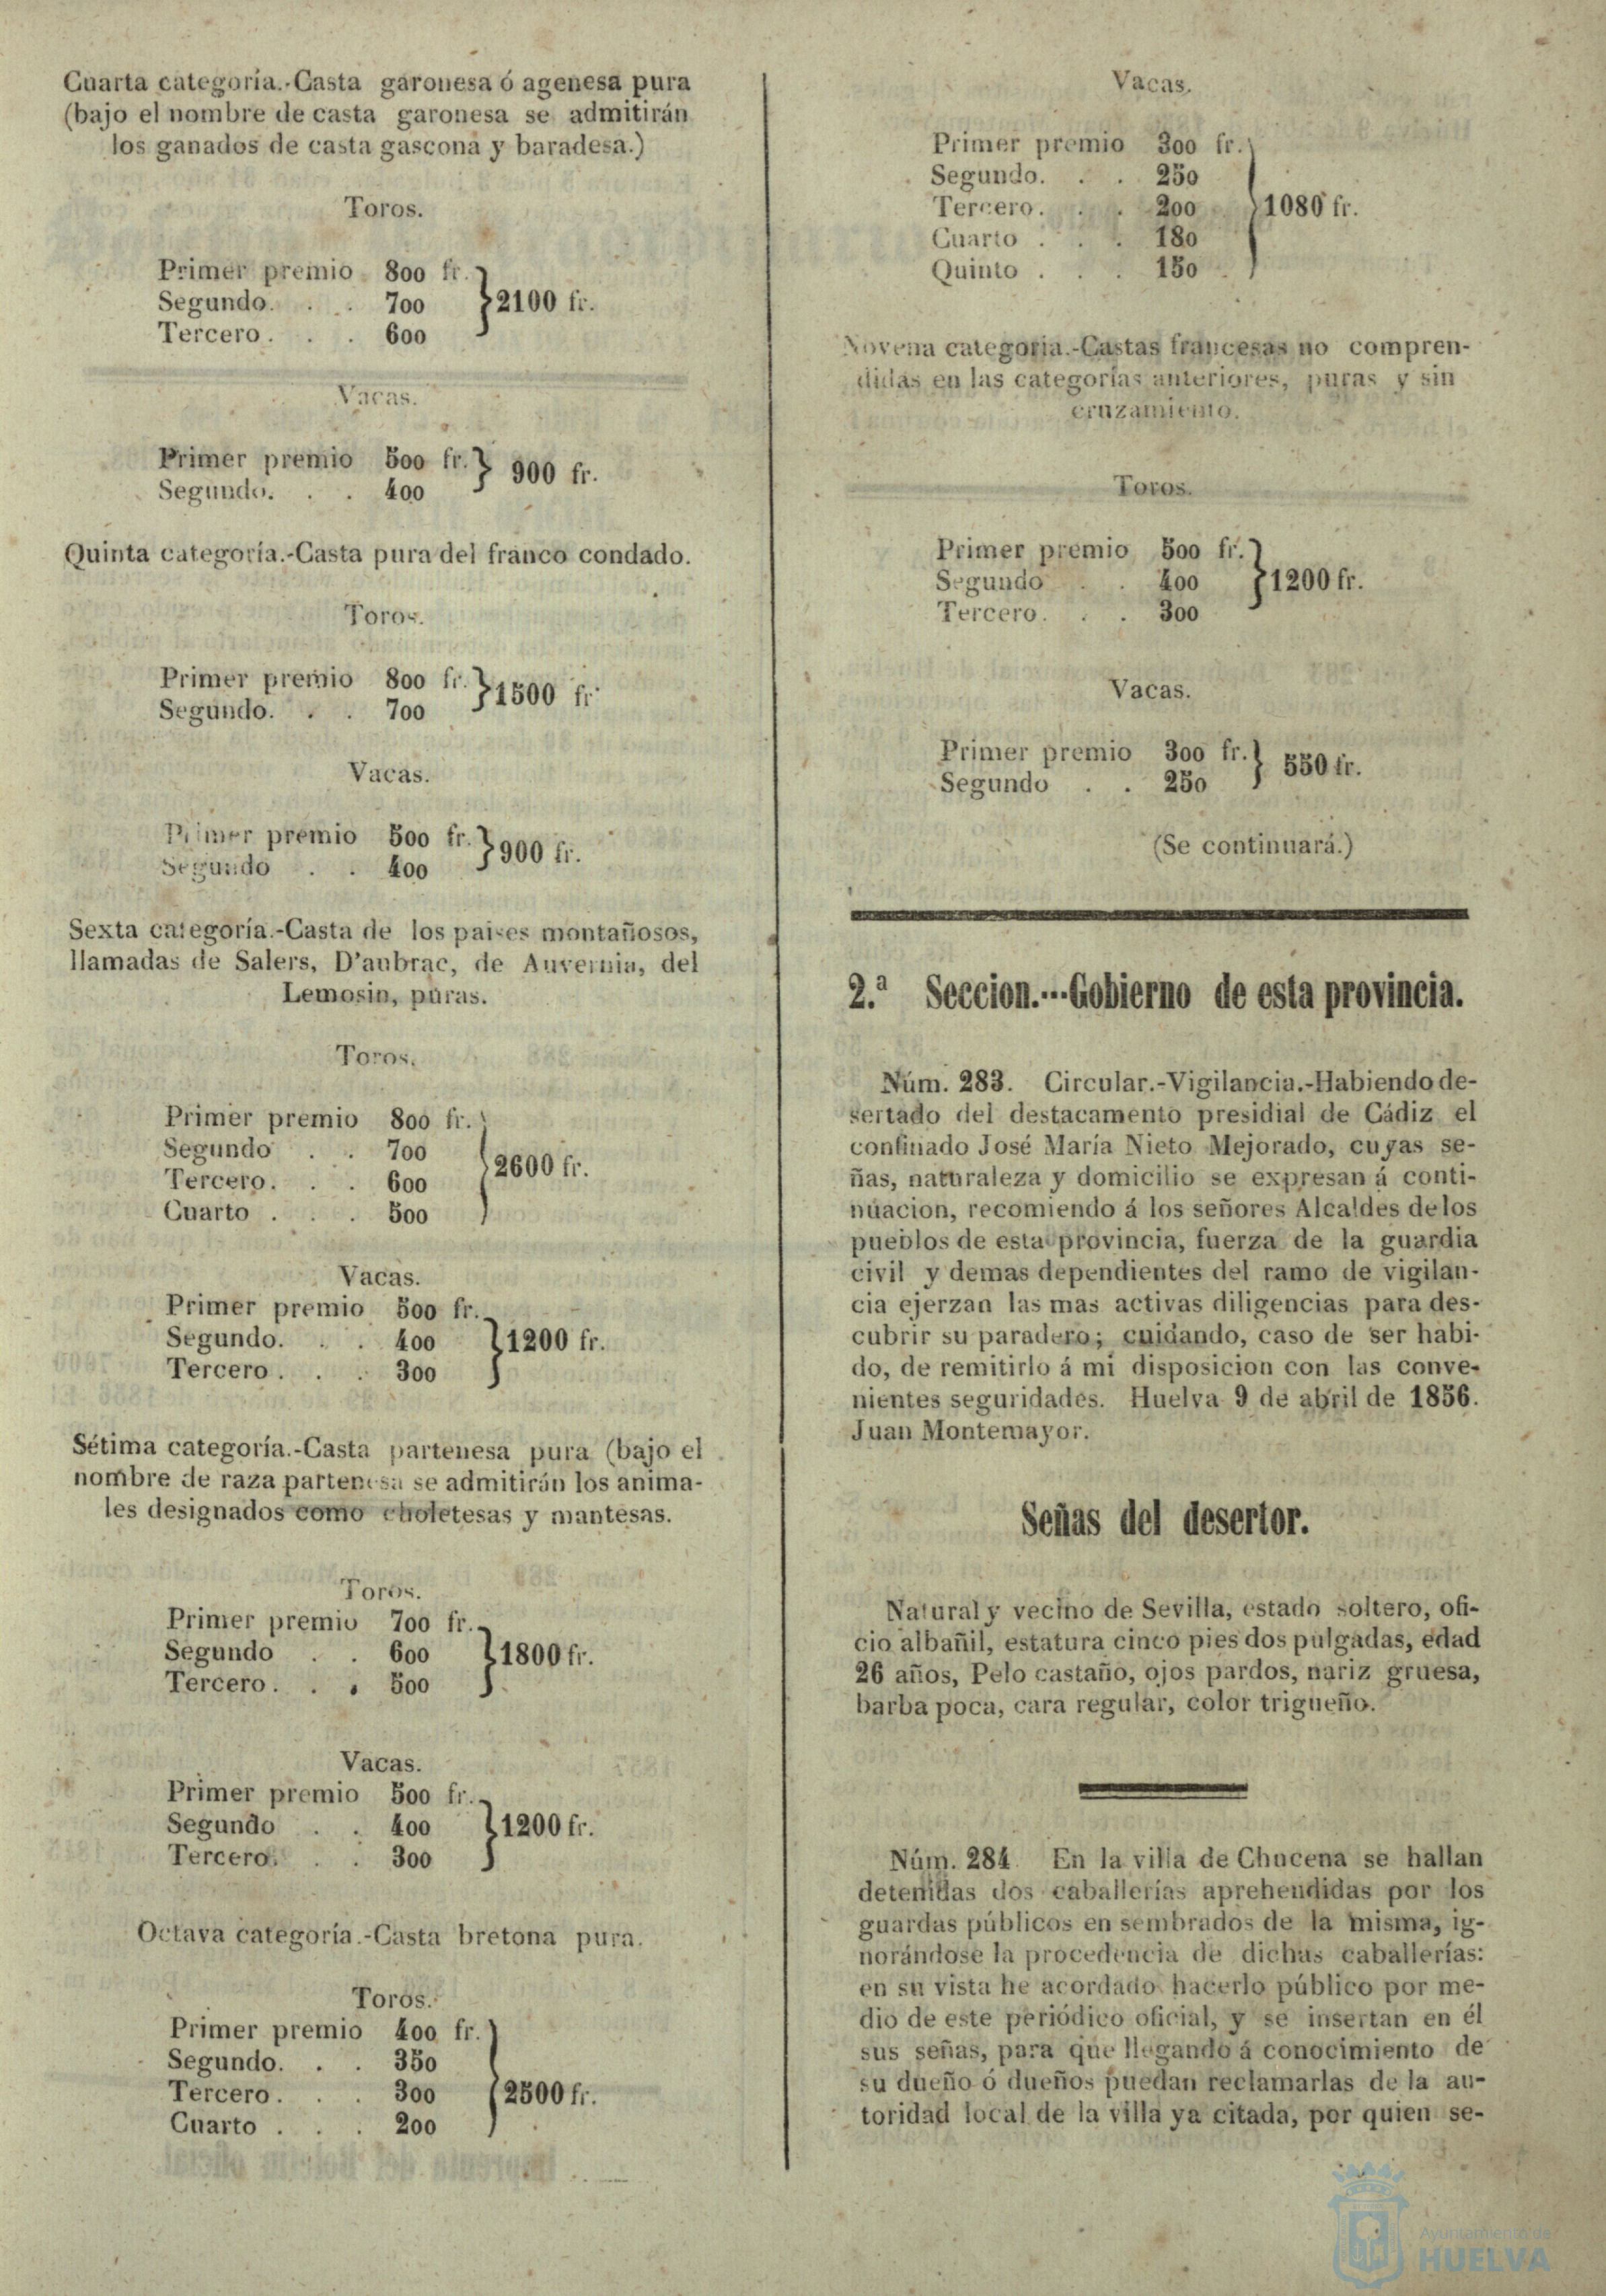 Cuarta categoría.-Casta garonesa ó agenesa pura
(bajo el nombre de casta garonesa se admitirán
los ganados de casta gascona y baradesa.)
Toros.
Primer premio 800 fr.
Segundo. . . 700 } 2100 fr.
Tercero. . . 600
Vacas.
Primer premio 500 fr. } 900 fr.
Segundo. . . 400
Quinta categoría.-Casta pura del franco condado.
Toros.
Primer premio 800 fr. } 1500 fr
Segundo. . . 700
Vacas.
Primer premio 500 fr. } 900 fr.
Segundo . . 400
Sexta categoría.-Casta de los paises montañosos,
llamadas de Salers, D'aubrac, de Auvernia, del
Lemosin, puras.
Toros.
Primer premio 800 fr.
Segundo . . 700 } 2600 fr.
Tercero. . . 600
Cuarto . . . 500
Vacas.
Primer premio 500 fr.
Segundo. . . 400 } 1200 fr.
Tercero . . . 300
Sétima categoría.-Casta partenesa pura (bajo el
nombre de raza partenesa se admitirán los anima-
les designados como choletesas y mantesas.
Toros.
Primer premio 700 fr.
Segundo . . 600 } 1800 fr.
Tercero. . . 500
Vacas.
Primer premio 500 fr.
Segundo . . 400 } 1200 fr.
Tercero. . . 300
Octava categoría.-Casta bretona pura.
Toros.
Primer premio 400 fr.
Segundo. . . 350
Tercero. . . 300 } 2500 fr.
Cuarto . . . 200
Vacas.
Primer premio 300 fr.
Segundo. . . 250
Tercero. . . 200 } 1080 fr.
Cuarto . . . 180
Quinto . . . 150
Novena categoría.-Castas francesas no compren-
didas en las categorías anteriores, puras y sin
cruzamiento.
Toros.
Primer premio 500 fr.
Segundo . . 400 } 1200 fr.
Tercero. . . 300
Vacas.
Primer premio 300 fr. } 550 fr.
Segundo . . 250
(Se continuará.)
2.ª Seccion.---Gobierno de esta provincia.
Núm. 283. Circular.-Vigilancia.-Habiendo de-
sertado del destacamento presidial de Cádiz el
confinado José María Nieto Mejorado, cuyas se-
ñas, naturaleza y domicilio se expresan á conti-
nuacion, recomiendo á los señores Alcaldes de los
pueblos de esta provincia, fuerza de la guardia
civil y demas dependientes del ramo de vigilan-
cia ejerzan las mas activas diligencias para des-
cubrir su paradero; cuidando, caso de ser habi-
do, de remitirlo á mi disposicion con las conve-
nientes seguridades. Huelva 9 de abril de 1856.
Juan Montemayor.
Señas del desertor.
Natural y vecino de Sevilla, estado soltero, ofi-
cio albañil, estatura cinco pies dos pulgadas, edad
26 años, Pelo castaño, ojos pardos, nariz gruesa,
barba poca, cara regular, color trigueño.
Núm. 284 En la villa de Chucena se hallan
detenidas dos caballerías aprehendidas por los
guardas públicos en sembrados de la misma, ig-
norándose la procedencia de dichas caballerías:
en su vista he acordado hacerlo público por me-
dio de este periódico oficial, y se insertan en él
sus señas, para que llegando á conocimiento de
su dueño ó dueños puedan reclamarlas de la au-
toridad local de la villa ya citada, por quien se-
Ayuntamiento de
HUELVA